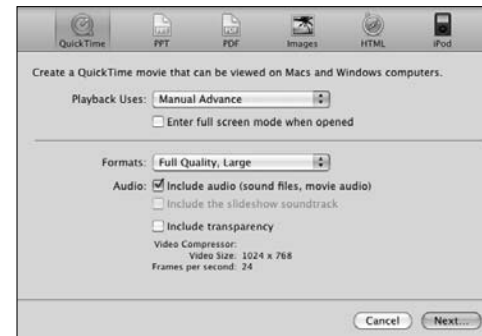 QuickTime PPT PDF Images HTML iPod
Create a QuickTime movie that can be viewed on Macs and Windows computers.
Playback Uses: Manual Advance
Enter full screen mode when opened
Formats: Full Quality, Large
Audio: Include audio (sound files, movie audio)
Include the slideshow soundtrack
Include transparency
Video Compressor:
Video Size: 1024 x 768
Frames per second: 24
Cancel Next...